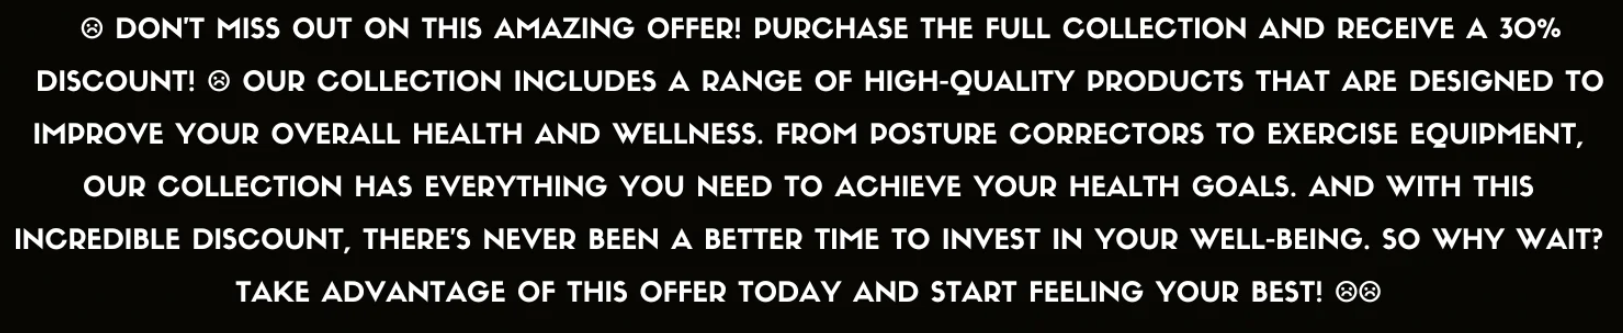 ☹ DON'T MISS OUT ON THIS AMAZING OFFER! PURCHASE THE FULL COLLECTION AND RECEIVE A 30%
DISCOUNT! ☹ OUR COLLECTION INCLUDES A RANGE OF HIGH-QUALITY PRODUCTS THAT ARE DESIGNED TO
IMPROVE YOUR OVERALL HEALTH AND WELLNESS. FROM POSTURE CORRECTORS TO EXERCISE EQUIPMENT,
OUR COLLECTION HAS EVERYTHING YOU NEED TO ACHIEVE YOUR HEALTH GOALS. AND WITH THIS
INCREDIBLE DISCOUNT, THERE'S NEVER BEEN A BETTER TIME TO INVEST IN YOUR WELL-BEING. SO WHY WAIT?
TAKE ADVANTAGE OF THIS OFFER TODAY AND START FEELING YOUR BEST! ☹☹